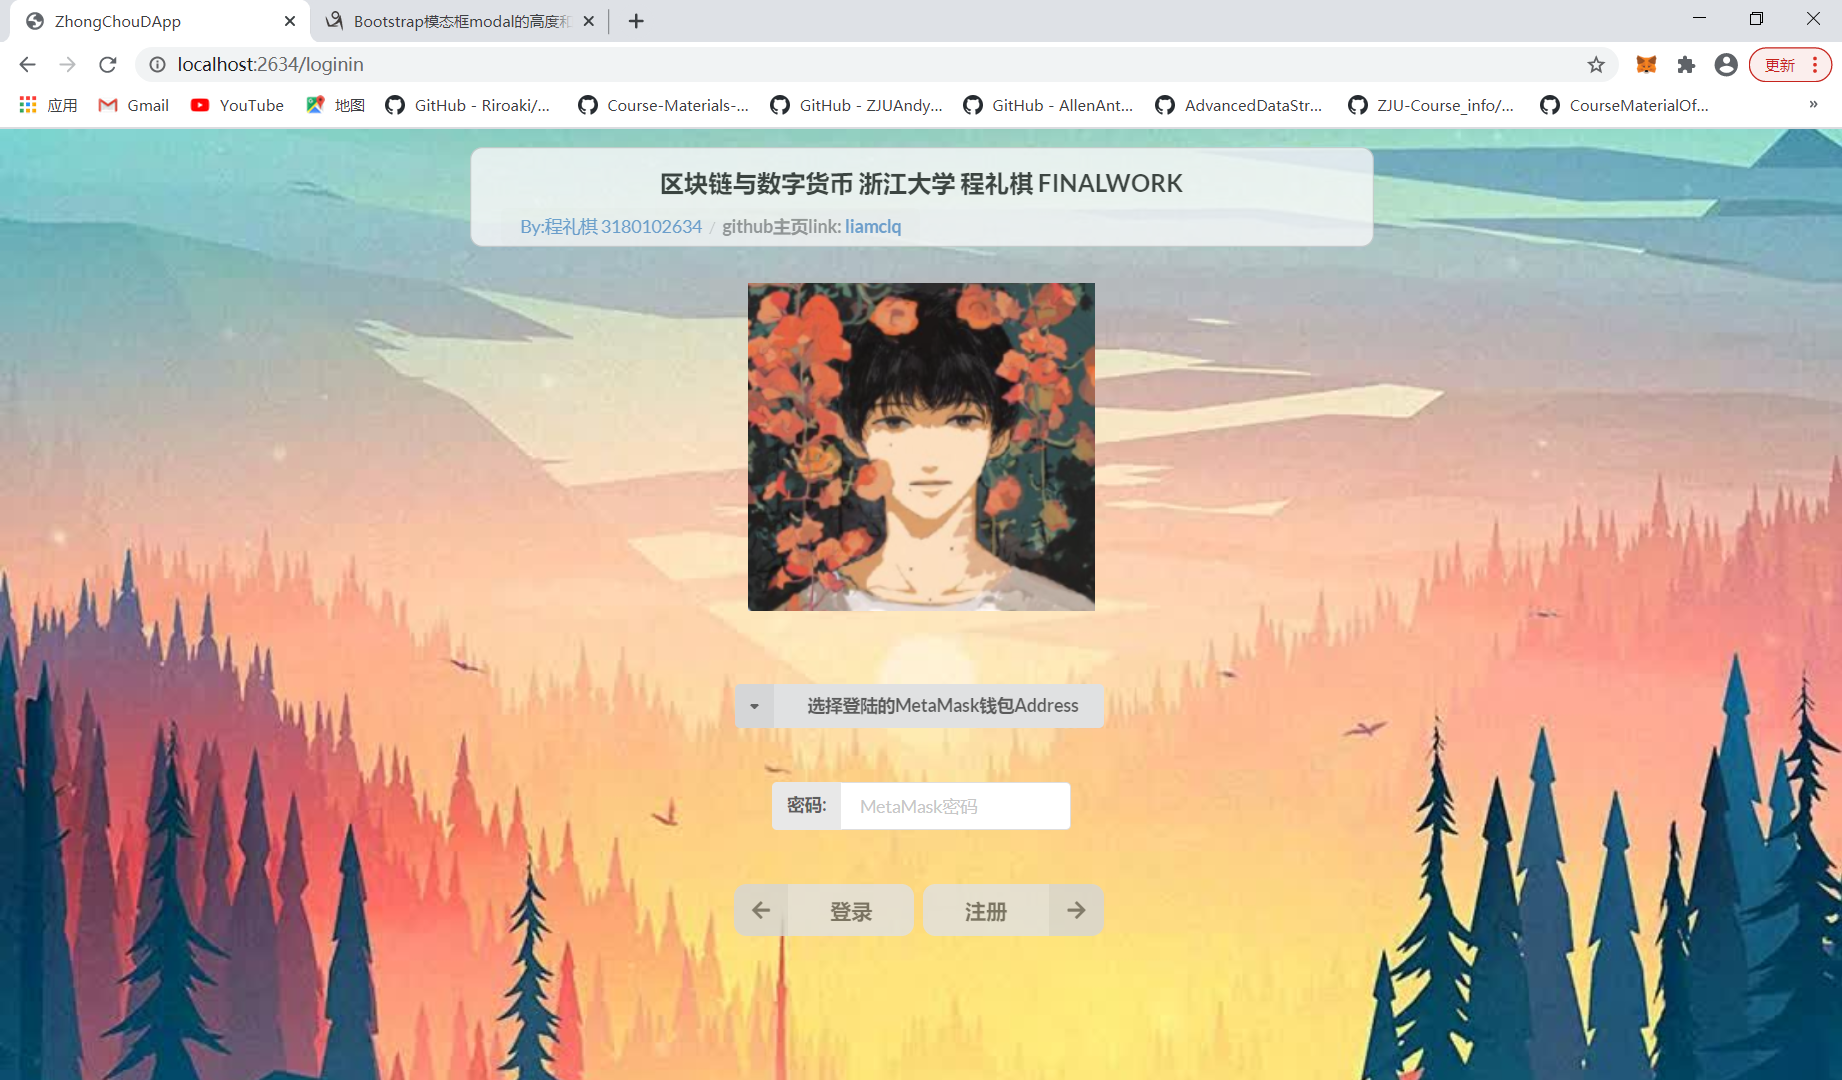 ZhongChouDApp
Bootstrap模态框modal的高度和
localhost:2634/loginin
更新
应用
Gmail
YouTube
地图
GitHub - Riroaki/...
Course-Materials-...
GitHub - ZJUAndy...
GitHub - AllenAnt...
AdvancedDataStr...
ZJU-Course_info/...
CourseMaterialOf...
»
区块链与数字货币 浙江大学 程礼棋 FINALWORK
By:程礼棋 3180102634 / github主页link: liamclq
选择登陆的MetaMask钱包Address
密码: MetaMask密码
登录
注册